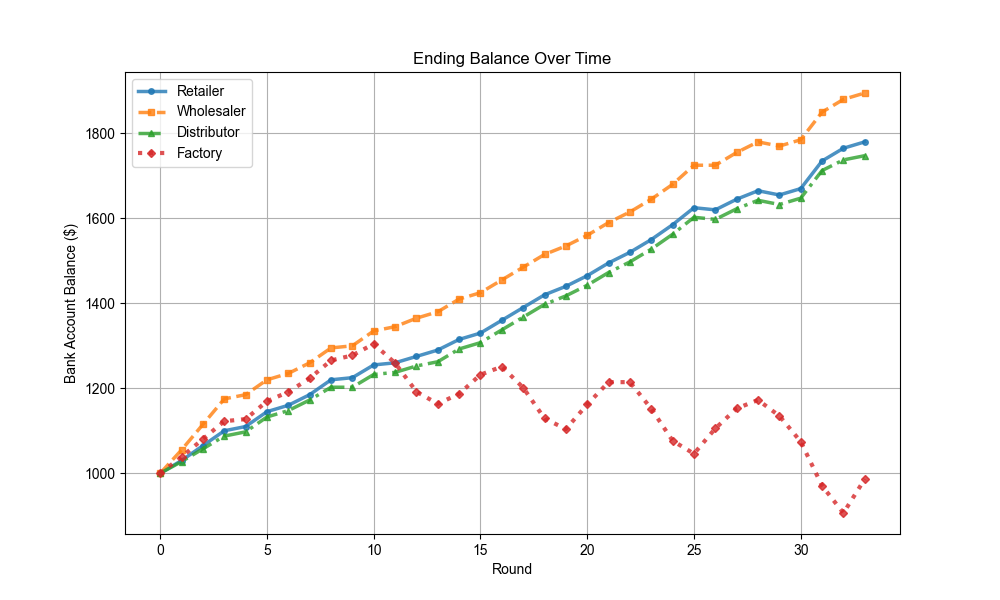 Ending Balance Over Time
Retailer
Wholesaler
Distributor
Factory
Bank Account Balance ($)
1800
1600
1400
1200
1000
0 5 10 15 20 25 30
Round